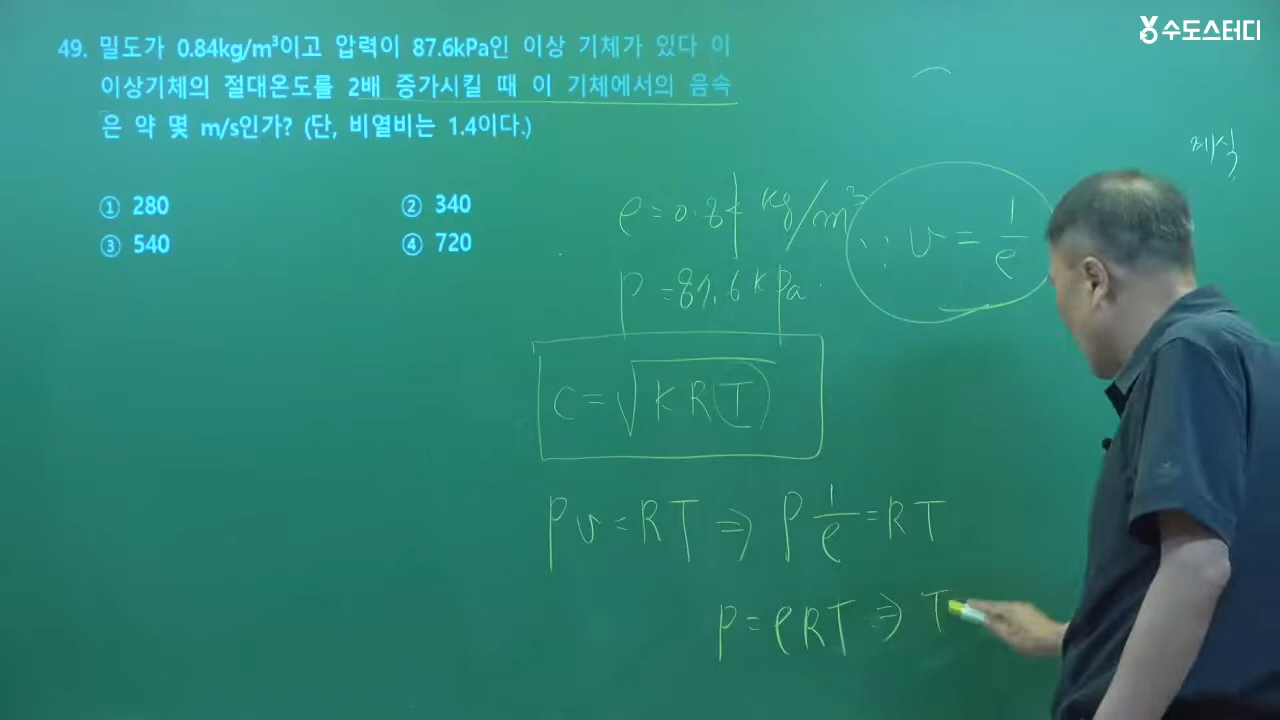 수도스터디
49. 밀도가 0.84kg/m³이고 압력이 87.6kPa인 이상 기체가 있다 이
이상기체의 절대온도를 2배 증가시킬 때 이 기체에서의 음속
은 약 몇 m/s인가? (단, 비열비는 1.4이다.)
① 280
② 340
③ 540
④ 720
ρ = 0.84 kg/m³
∵ v = 1/ρ
P = 87.6 kPa
C = √KRT
Pv = RT ⇒ P 1/ρ = RT
P = ρRT ⇒ T